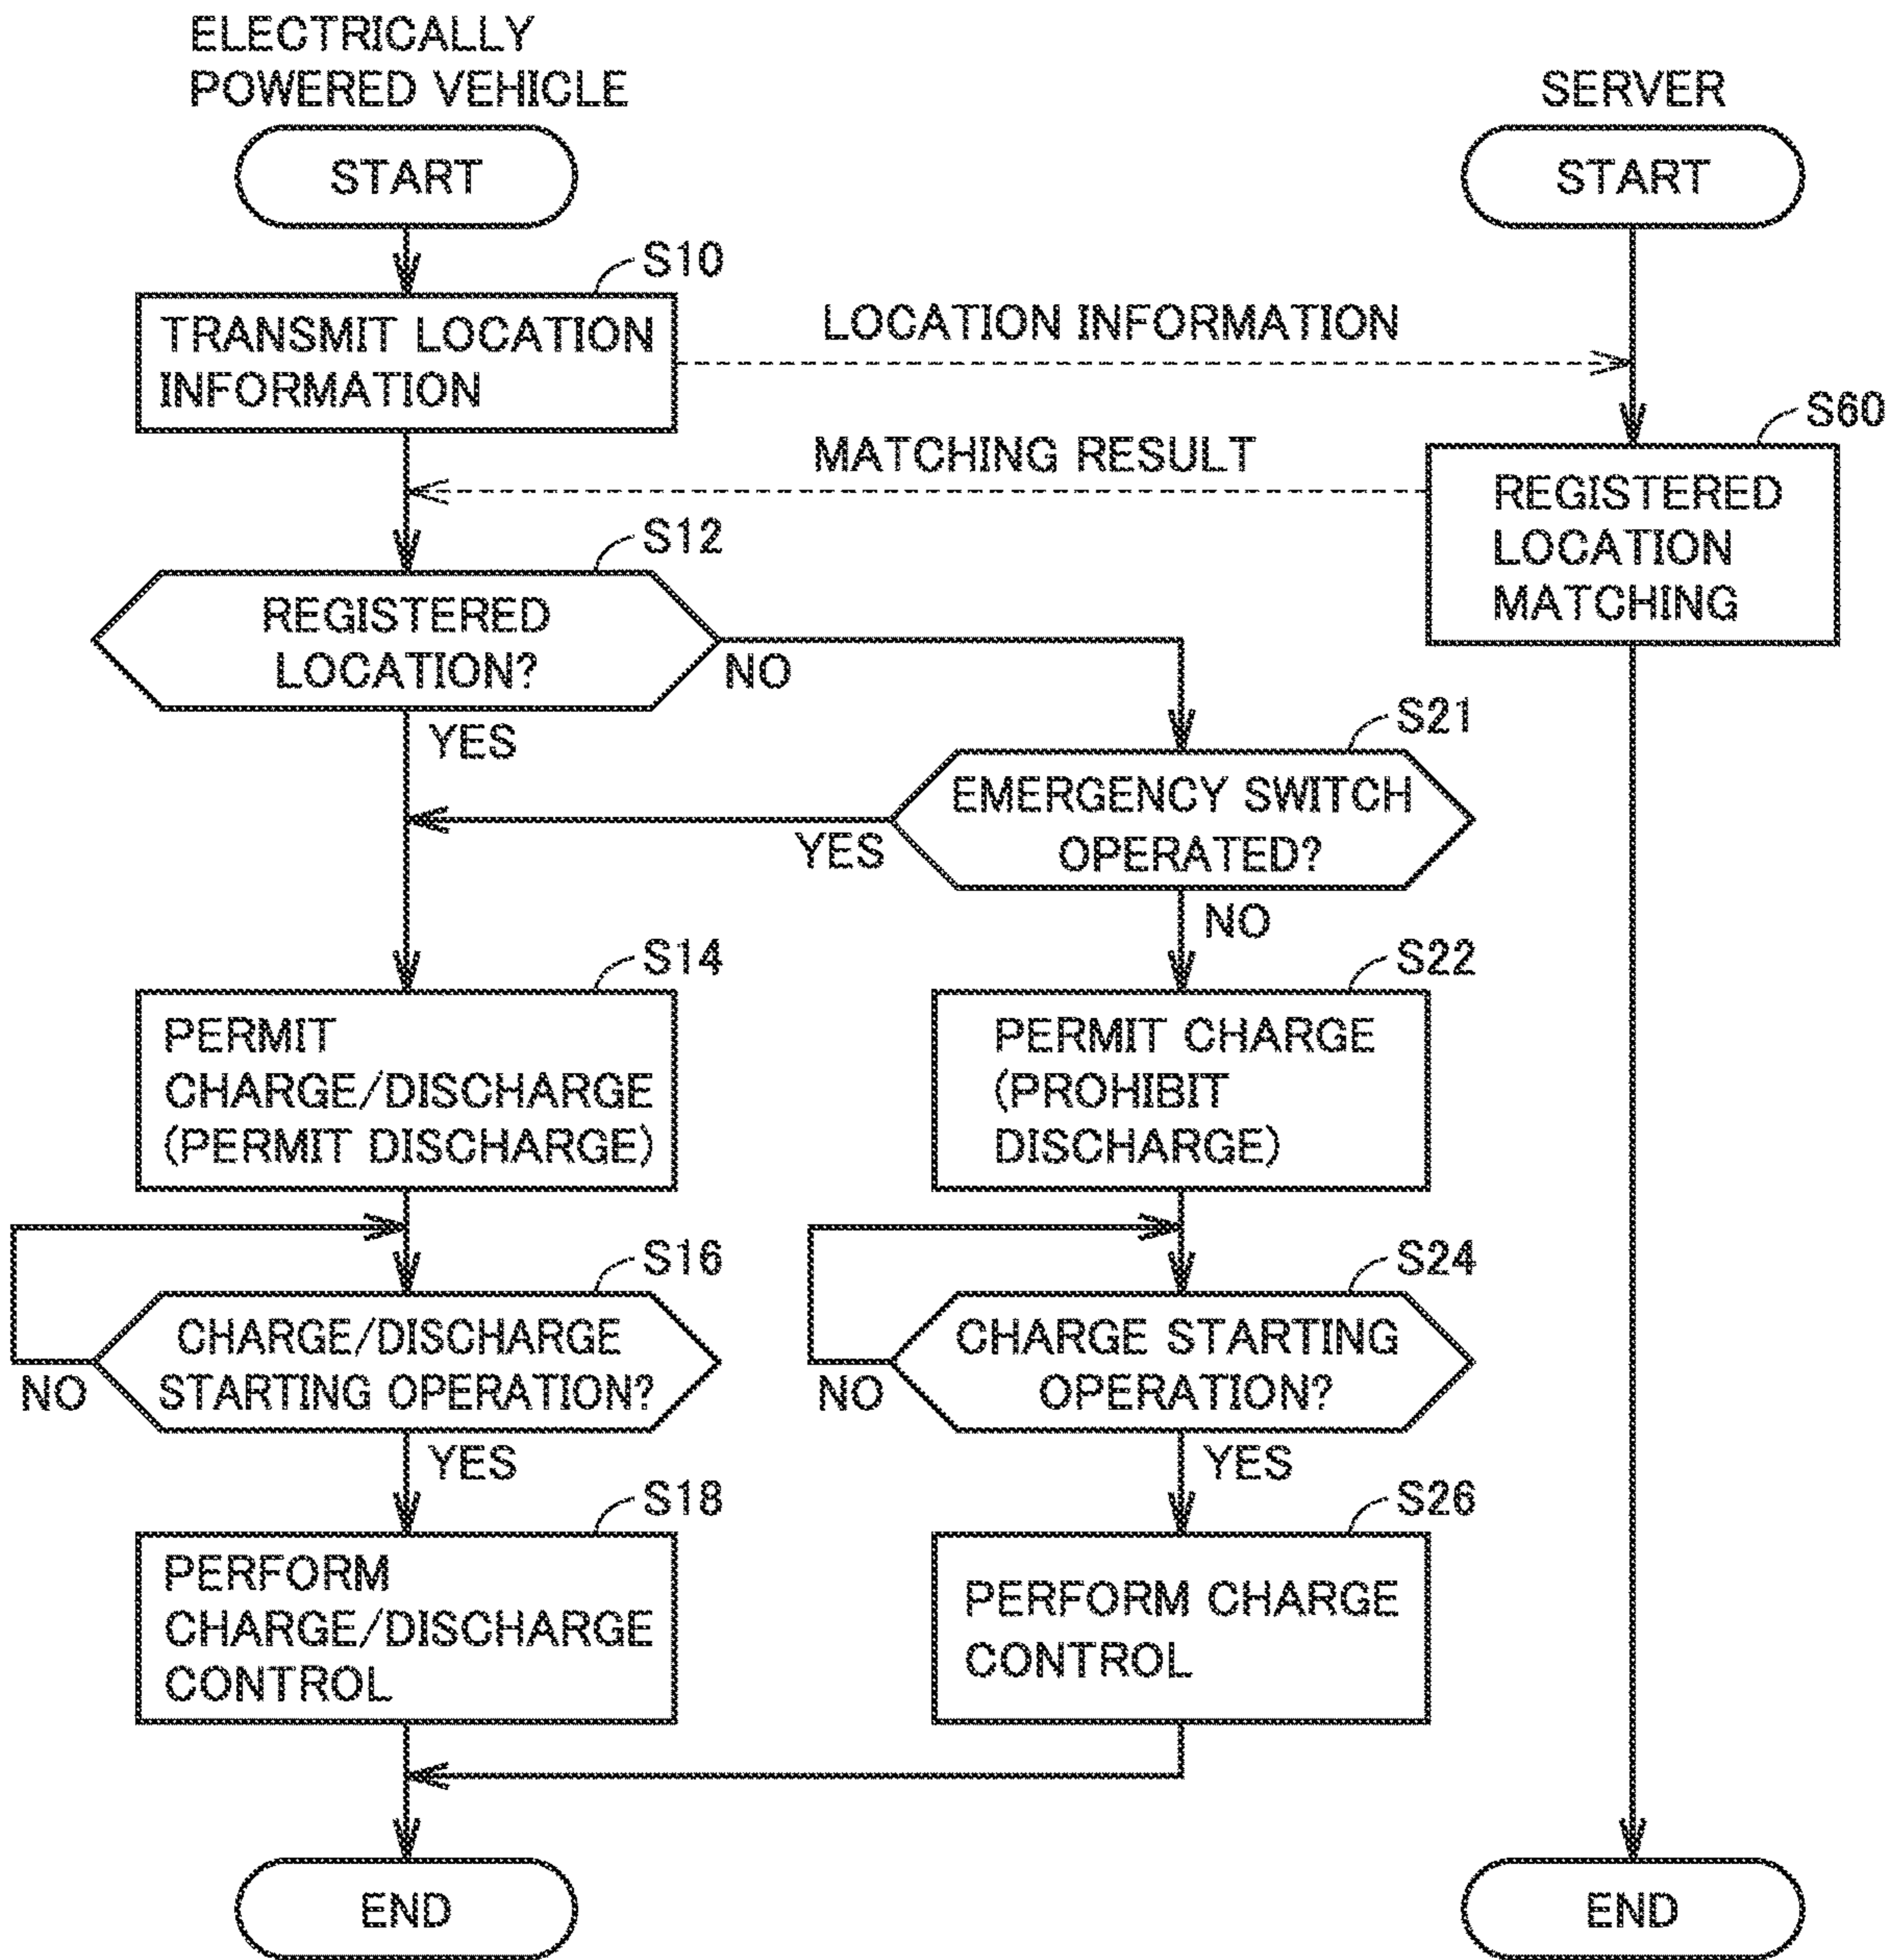 ELECTRICALLY
POWERED VEHICLE
SERVER
START
START
S10
TRANSMIT LOCATION
INFORMATION
LOCATION INFORMATION
S60
MATCHING RESULT
REGISTERED
LOCATION
MATCHING
S12
REGISTERED
LOCATION?
NO
YES
S21
EMERGENCY SWITCH
OPERATED?
YES
NO
S14
PERMIT
CHARGE/DISCHARGE
(PERMIT DISCHARGE)
S22
PERMIT CHARGE
(PROHIBIT
DISCHARGE)
S16
CHARGE/DISCHARGE
STARTING OPERATION?
NO
YES
S24
CHARGE STARTING
OPERATION?
NO
YES
S18
PERFORM
CHARGE/DISCHARGE
CONTROL
S26
PERFORM CHARGE
CONTROL
END
END